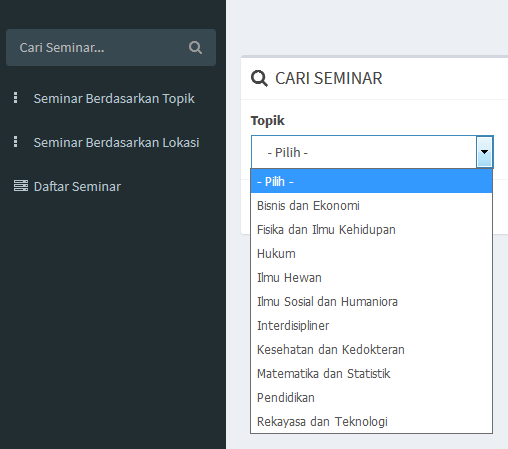 Cari Seminar...
Seminar Berdasarkan Topik
Seminar Berdasarkan Lokasi
Daftar Seminar
CARI SEMINAR
Topik
- Pilih -
- Pilih -
Bisnis dan Ekonomi
Fisika dan Ilmu Kehidupan
Hukum
Ilmu Hewan
Ilmu Sosial dan Humaniora
Interdisipliner
Kesehatan dan Kedokteran
Matematika dan Statistik
Pendidikan
Rekayasa dan Teknologi